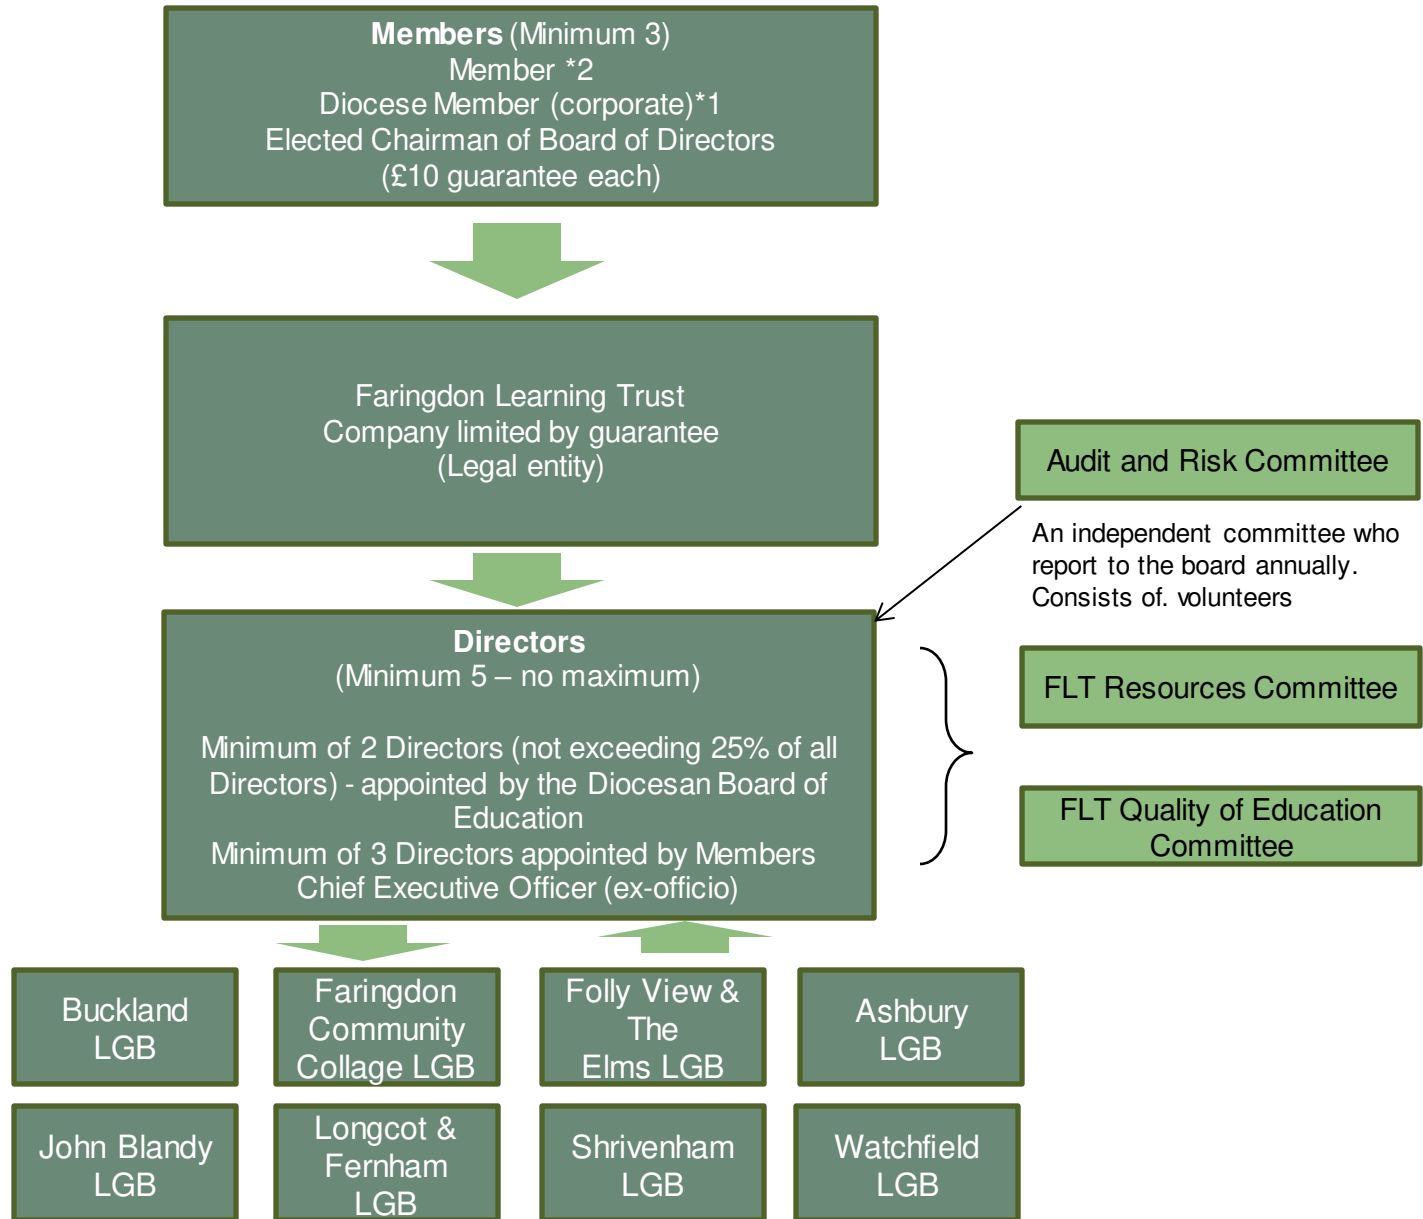 Members (Minimum 3)
Member *2
Diocese Member (corporate)*1
Elected Chairman of Board of Directors
(£10 guarantee each)
Faringdon Learning Trust
Company limited by guarantee
(Legal entity)
Audit and Risk Committee
An independent committee who
report to the board annually.
Consists of. volunteers
Directors
(Minimum 5 – no maximum)
Minimum of 2 Directors (not exceeding 25% of all
Directors) - appointed by the Diocesan Board of
Education
Minimum of 3 Directors appointed by Members
Chief Executive Officer (ex-officio)
FLT Resources Committee
FLT Quality of Education
Committee
Buckland
LGB
Faringdon
Community
Collage LGB
Folly View &
The
Elms LGB
Ashbury
LGB
John Blandy
LGB
Longcot &
Fernham
LGB
Shrivenham
LGB
Watchfield
LGB